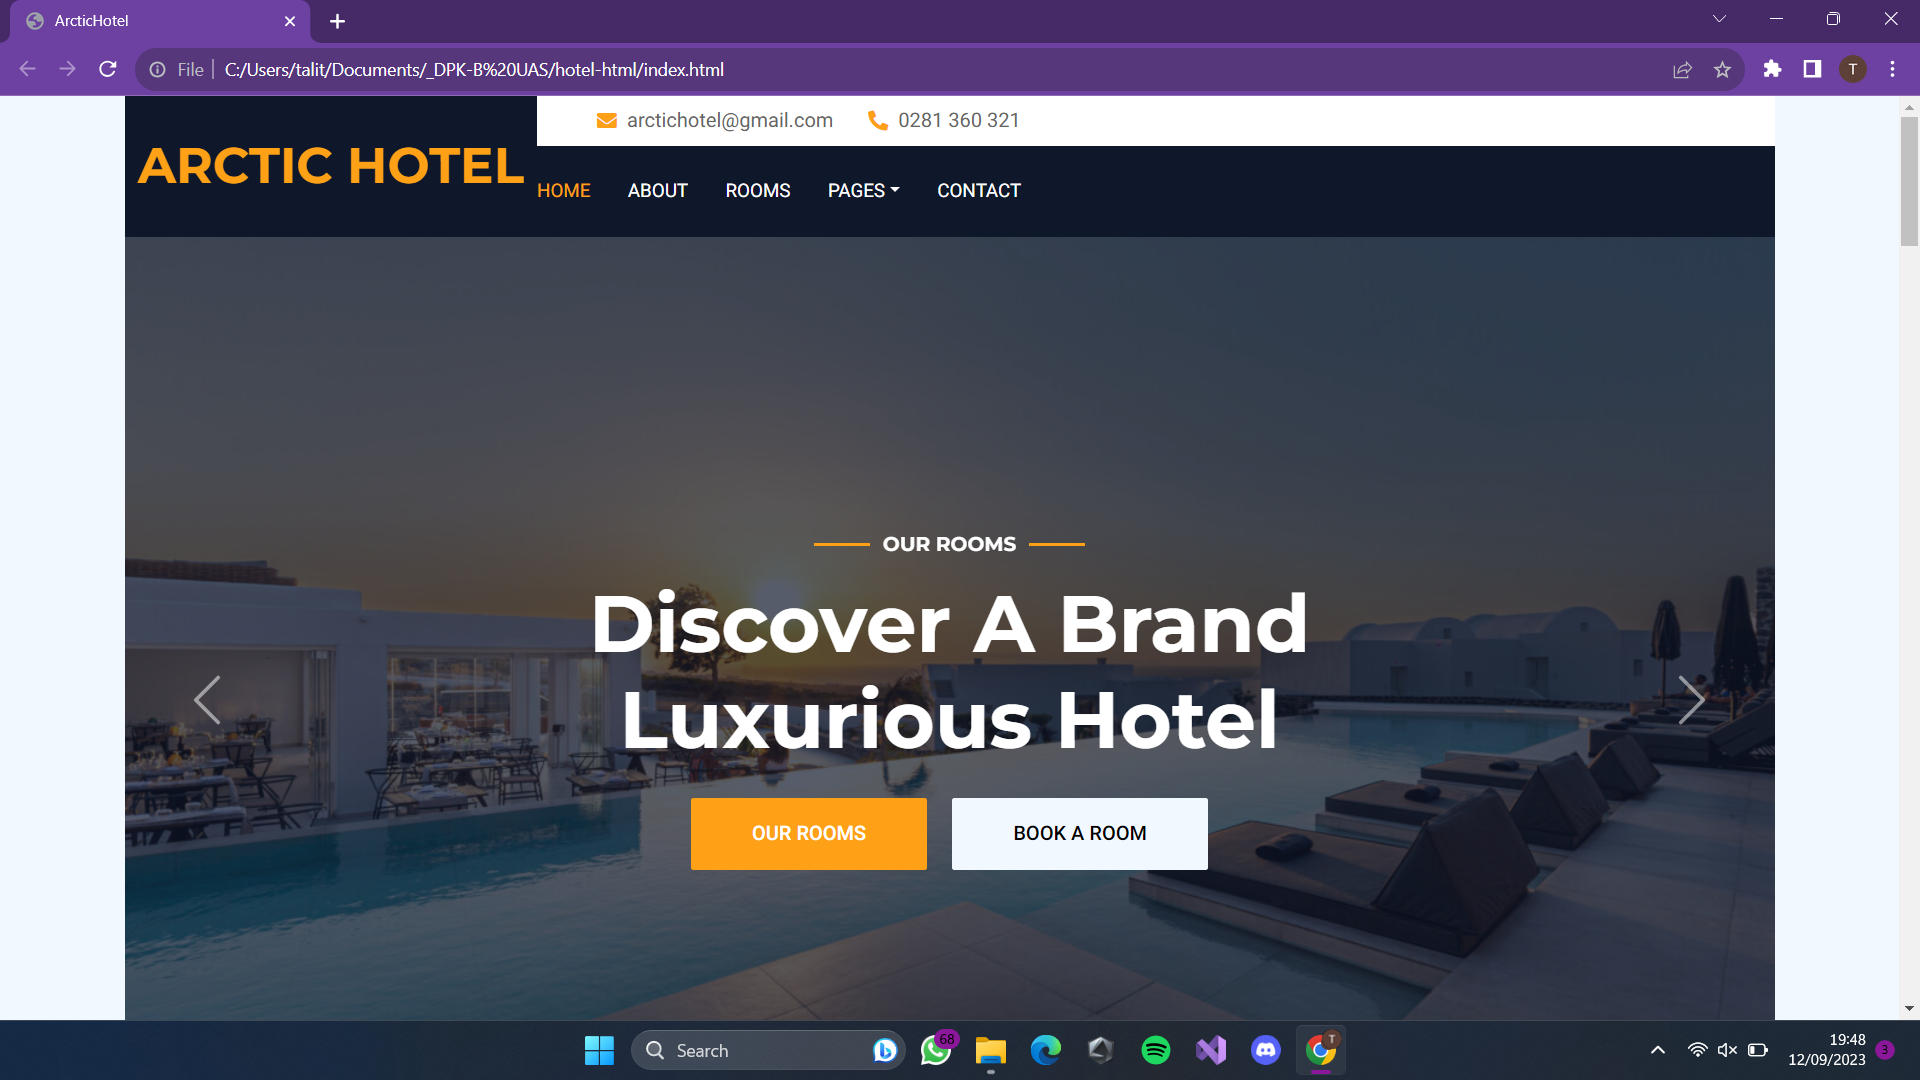 ArcticHotel
File
C:/Users/talit/Documents/_DPK-B%20UAS/hotel-html/index.html
T
arctichotel@gmail.com
0281 360 321
ARCTIC HOTEL
HOME ABOUT ROOMS PAGES CONTACT
OUR ROOMS
Discover A Brand
Luxurious Hotel
OUR ROOMS
BOOK A ROOM
Search
68
T
19:48
12/09/2023
3